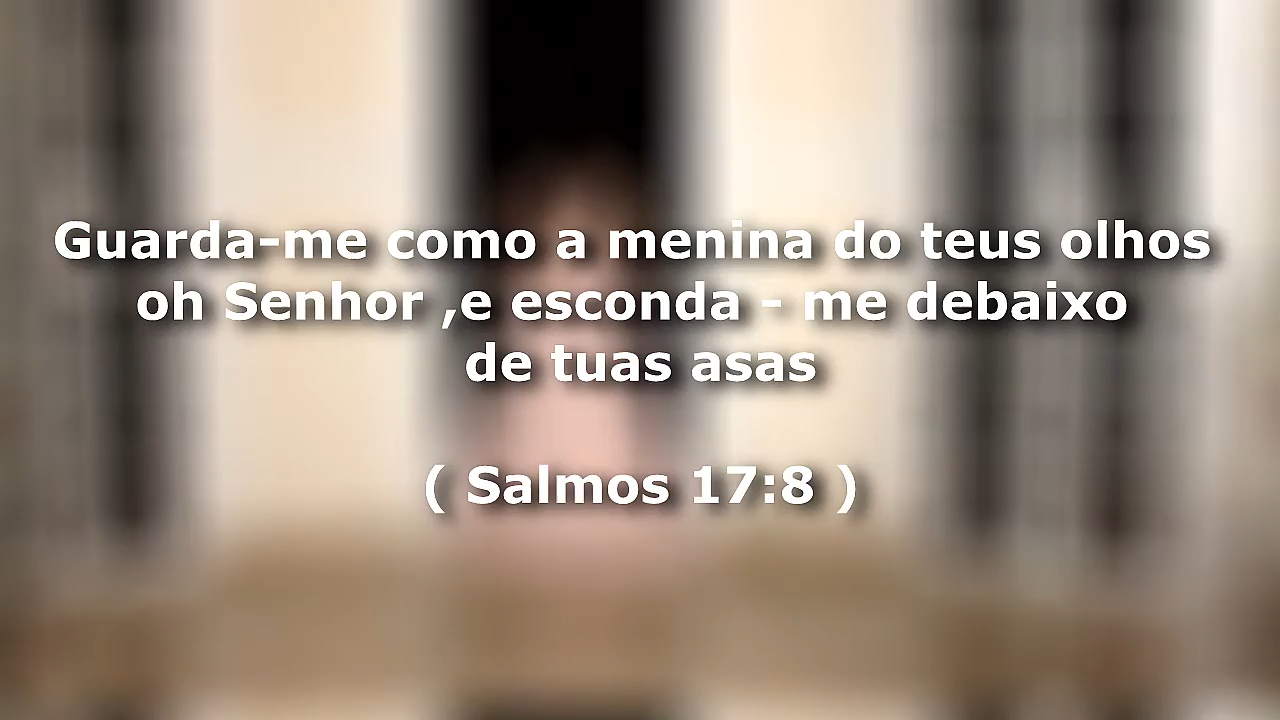 Guarda-me como a menina do teus olhos
oh Senhor ,e esconda - me debaixo
de tuas asas
( Salmos 17:8 )